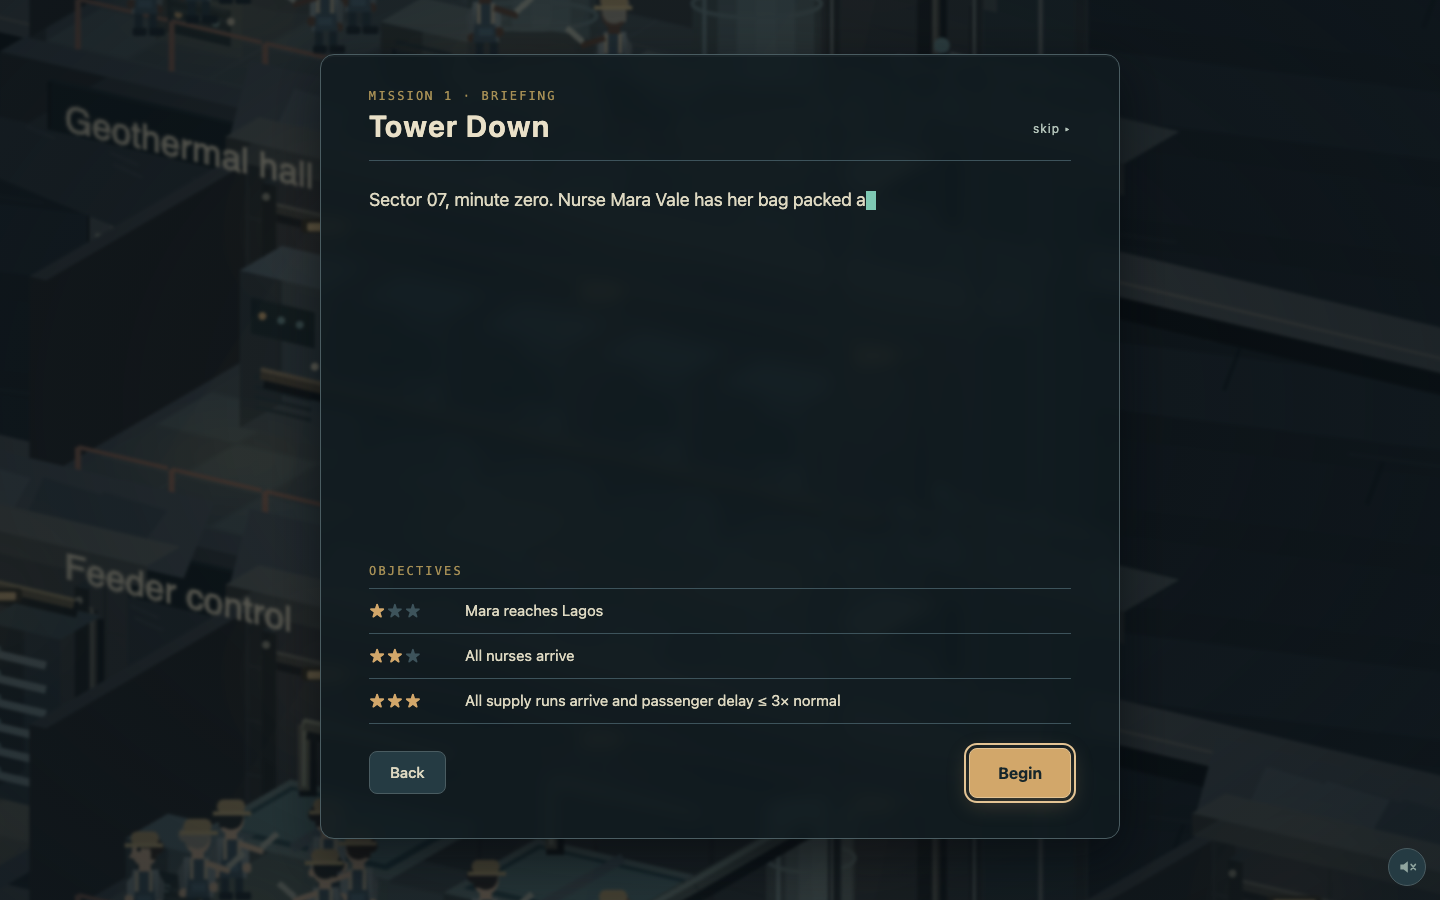 Geothermal hall
Feeder control
MISSION 1 · BRIEFING
Tower Down
skip ▸
Sector 07, minute zero. Nurse Mara Vale has her bag packed a
OBJECTIVES
Mara reaches Lagos
All nurses arrive
All supply runs arrive and passenger delay ≤ 3× normal
Back
Begin